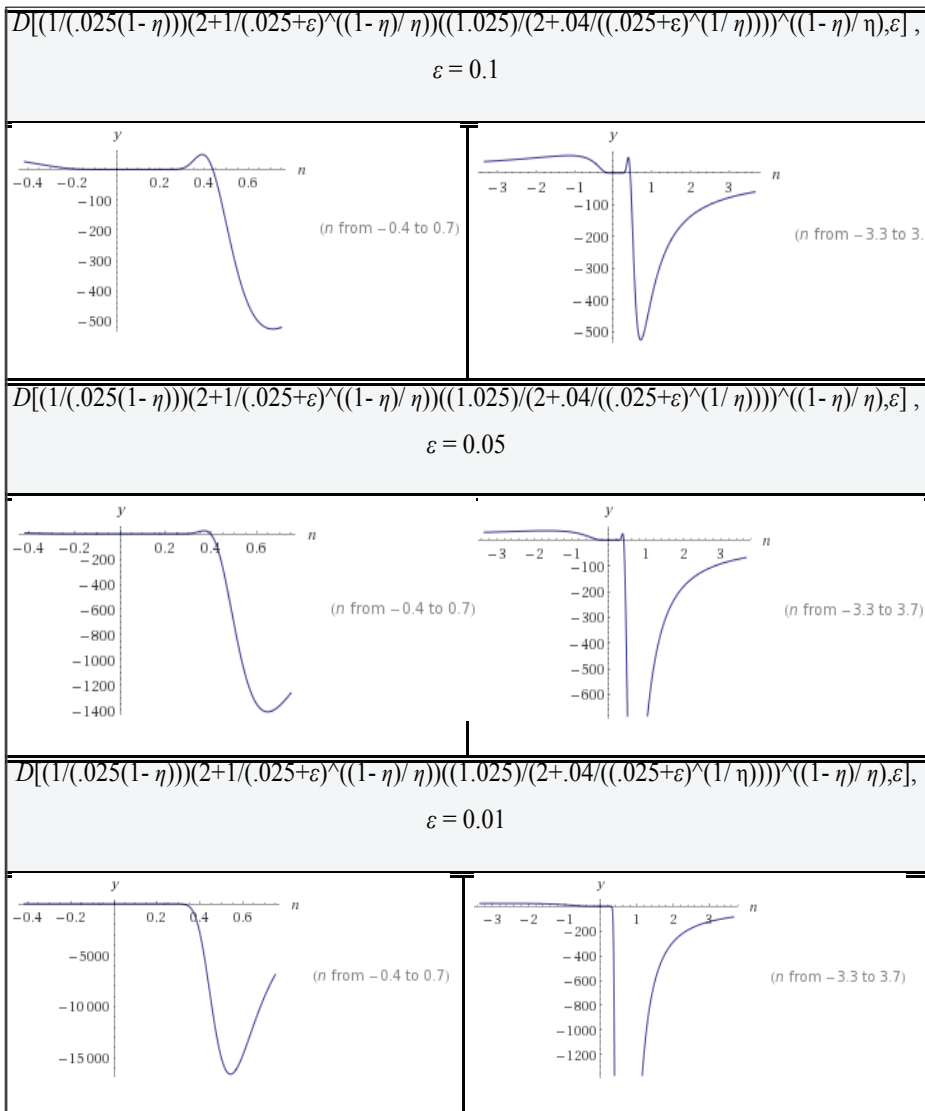 D[(1/(.025(1- η)))(2+1/(.025+ε)^((1- η)/ η))((1.025)/(2+.04/((.025+ε)^(1/ η))))^((1- η)/ η),ε] ,
ε = 0.1
y
y
−0.4 −0.2 0.2 0.4 0.6 n
−3 −2 −1 1 2 3 n
−100
−200
−300
−400
−500
(n from −0.4 to 0.7)
−100
−200
−300
−400
−500
(n from −3.3 to 3.
D[(1/(.025(1- η)))(2+1/(.025+ε)^((1- η)/ η))((1.025)/(2+.04/((.025+ε)^(1/ η))))^((1- η)/ η),ε] ,
ε = 0.05
y
y
−0.4 −0.2 0.2 0.4 0.6 n
−3 −2 −1 1 2 3 n
−200
−400
−600
−800
−1000
−1200
−1400
(n from −0.4 to 0.7)
−100
−200
−300
−400
−500
−600
(n from −3.3 to 3.7)
D[(1/(.025(1- η)))(2+1/(.025+ε)^((1- η)/ η))((1.025)/(2+.04/((.025+ε)^(1/ η))))^((1- η)/ η),ε],
ε = 0.01
y
y
−0.4 −0.2 0.2 0.4 0.6 n
−3 −2 −1 1 2 3 n
−5000
−10 000
−15 000
(n from −0.4 to 0.7)
−200
−400
−600
−800
−1000
−1200
(n from −3.3 to 3.7)